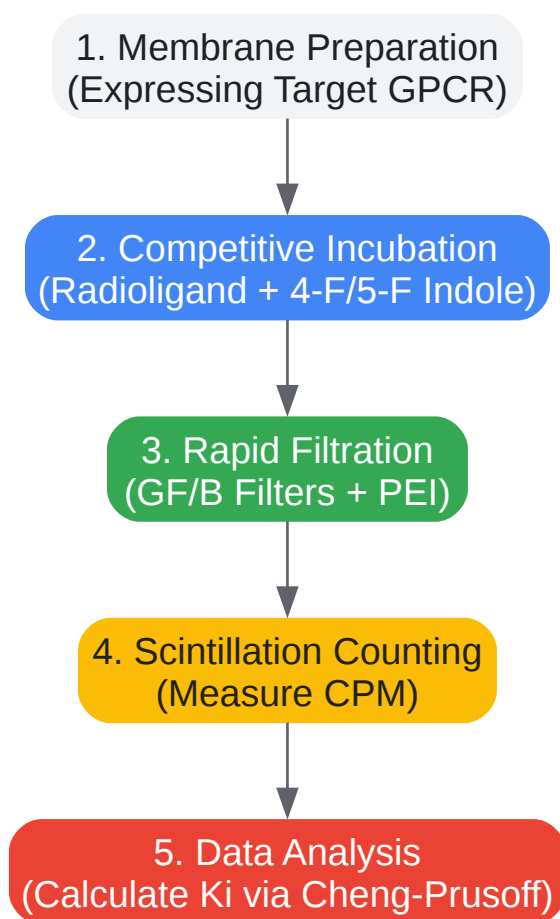 1. Membrane Preparation
(Expressing Target GPCR)
2. Competitive Incubation
(Radioligand + 4-F/5-F Indole)
3. Rapid Filtration
(GF/B Filters + PEI)
4. Scintillation Counting
(Measure CPM)
5. Data Analysis
(Calculate Ki via Cheng-Prusoff)